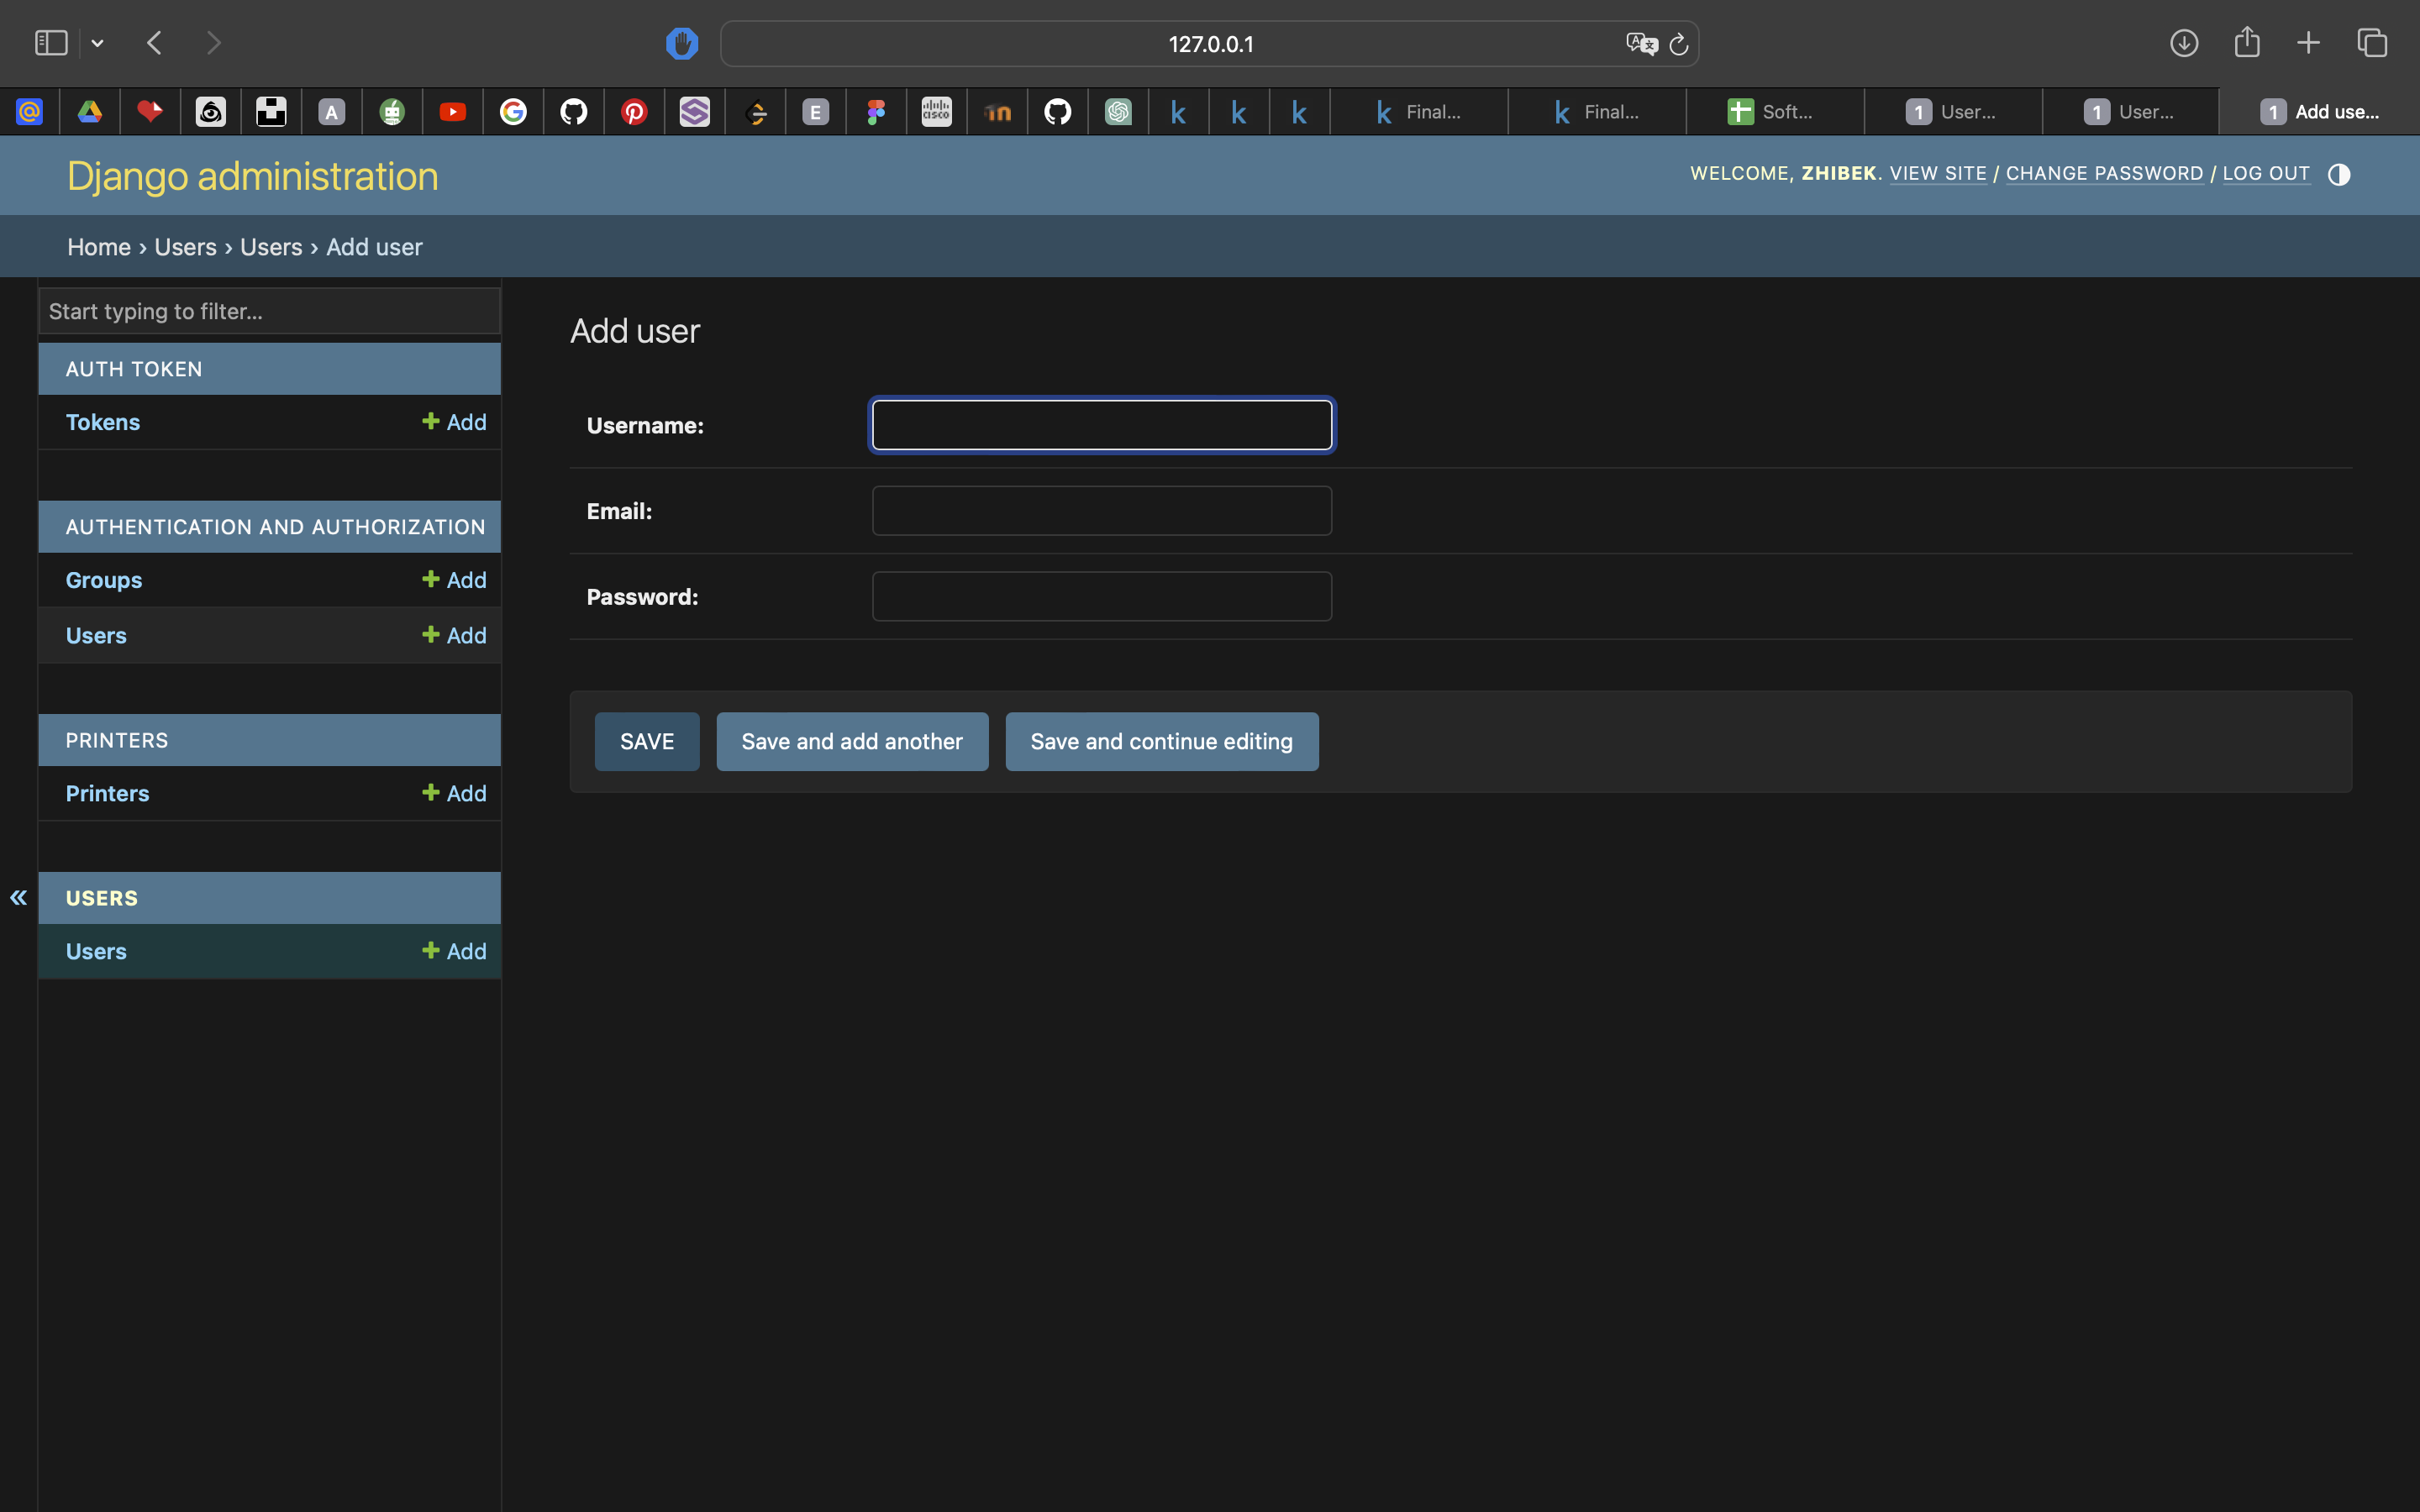 127.0.0.1
@ A G E cisco k k k k Final... k Final... Soft... 1 User... 1 User... 1 Add use...
Django administration
WELCOME, ZHIBEK. VIEW SITE / CHANGE PASSWORD / LOG OUT
Home › Users › Users › Add user
Start typing to filter...
AUTH TOKEN
Tokens + Add
AUTHENTICATION AND AUTHORIZATION
Groups + Add
Users + Add
PRINTERS
Printers + Add
«
USERS
Users + Add
Add user
Username:
Email:
Password:
SAVE Save and add another Save and continue editing